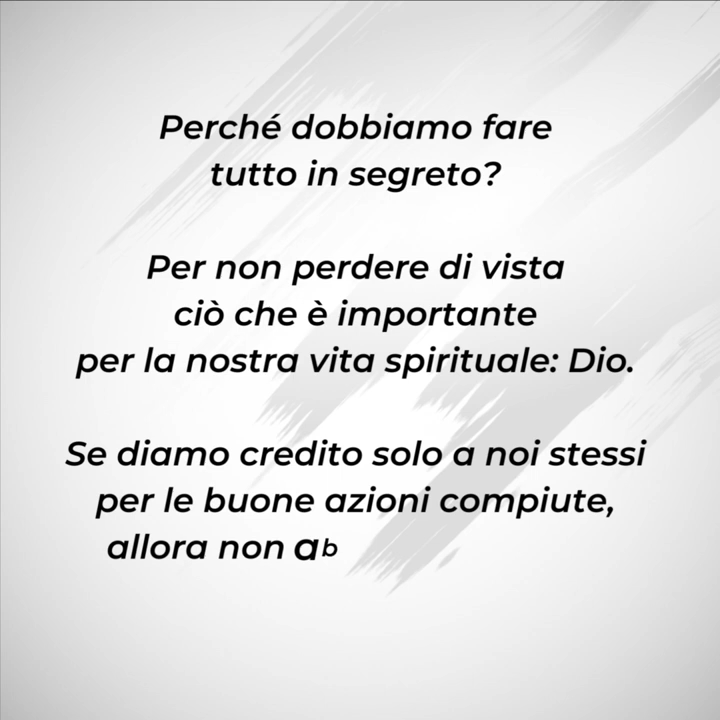 Perché dobbiamo fare
tutto in segreto?
Per non perdere di vista
ciò che è importante
per la nostra vita spirituale: Dio.
Se diamo credito solo a noi stessi
per le buone azioni compiute,
allora non ab